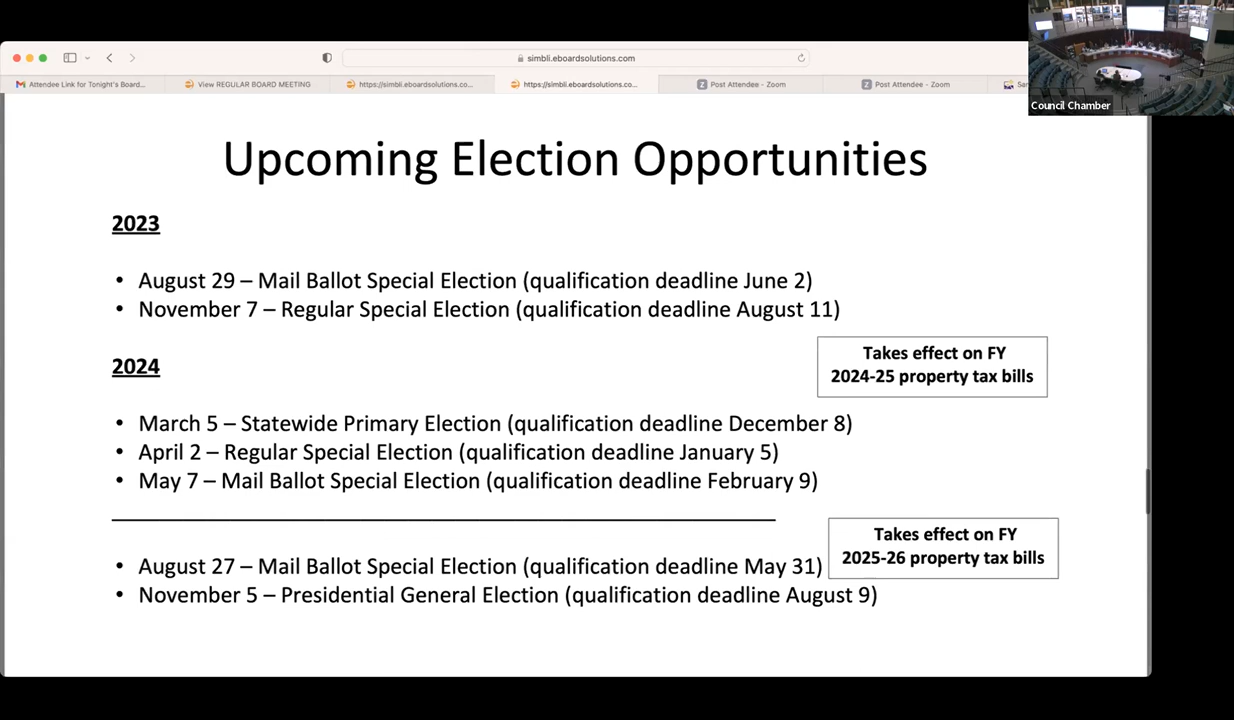 simbli.eboardsolutions.com
Attendee Link for Tonight's Board...
View REGULAR BOARD MEETING
https://simbli.eboardsolutions.co...
https://simbli.eboardsolutions.co...
Post Attendee - Zoom
Post Attendee - Zoom
Council Chamber
Upcoming Election Opportunities
2023
• August 29 – Mail Ballot Special Election (qualification deadline June 2)
• November 7 – Regular Special Election (qualification deadline August 11)
Takes effect on FY
2024-25 property tax bills
2024
• March 5 – Statewide Primary Election (qualification deadline December 8)
• April 2 – Regular Special Election (qualification deadline January 5)
• May 7 – Mail Ballot Special Election (qualification deadline February 9)
Takes effect on FY
2025-26 property tax bills
• August 27 – Mail Ballot Special Election (qualification deadline May 31)
• November 5 – Presidential General Election (qualification deadline August 9)